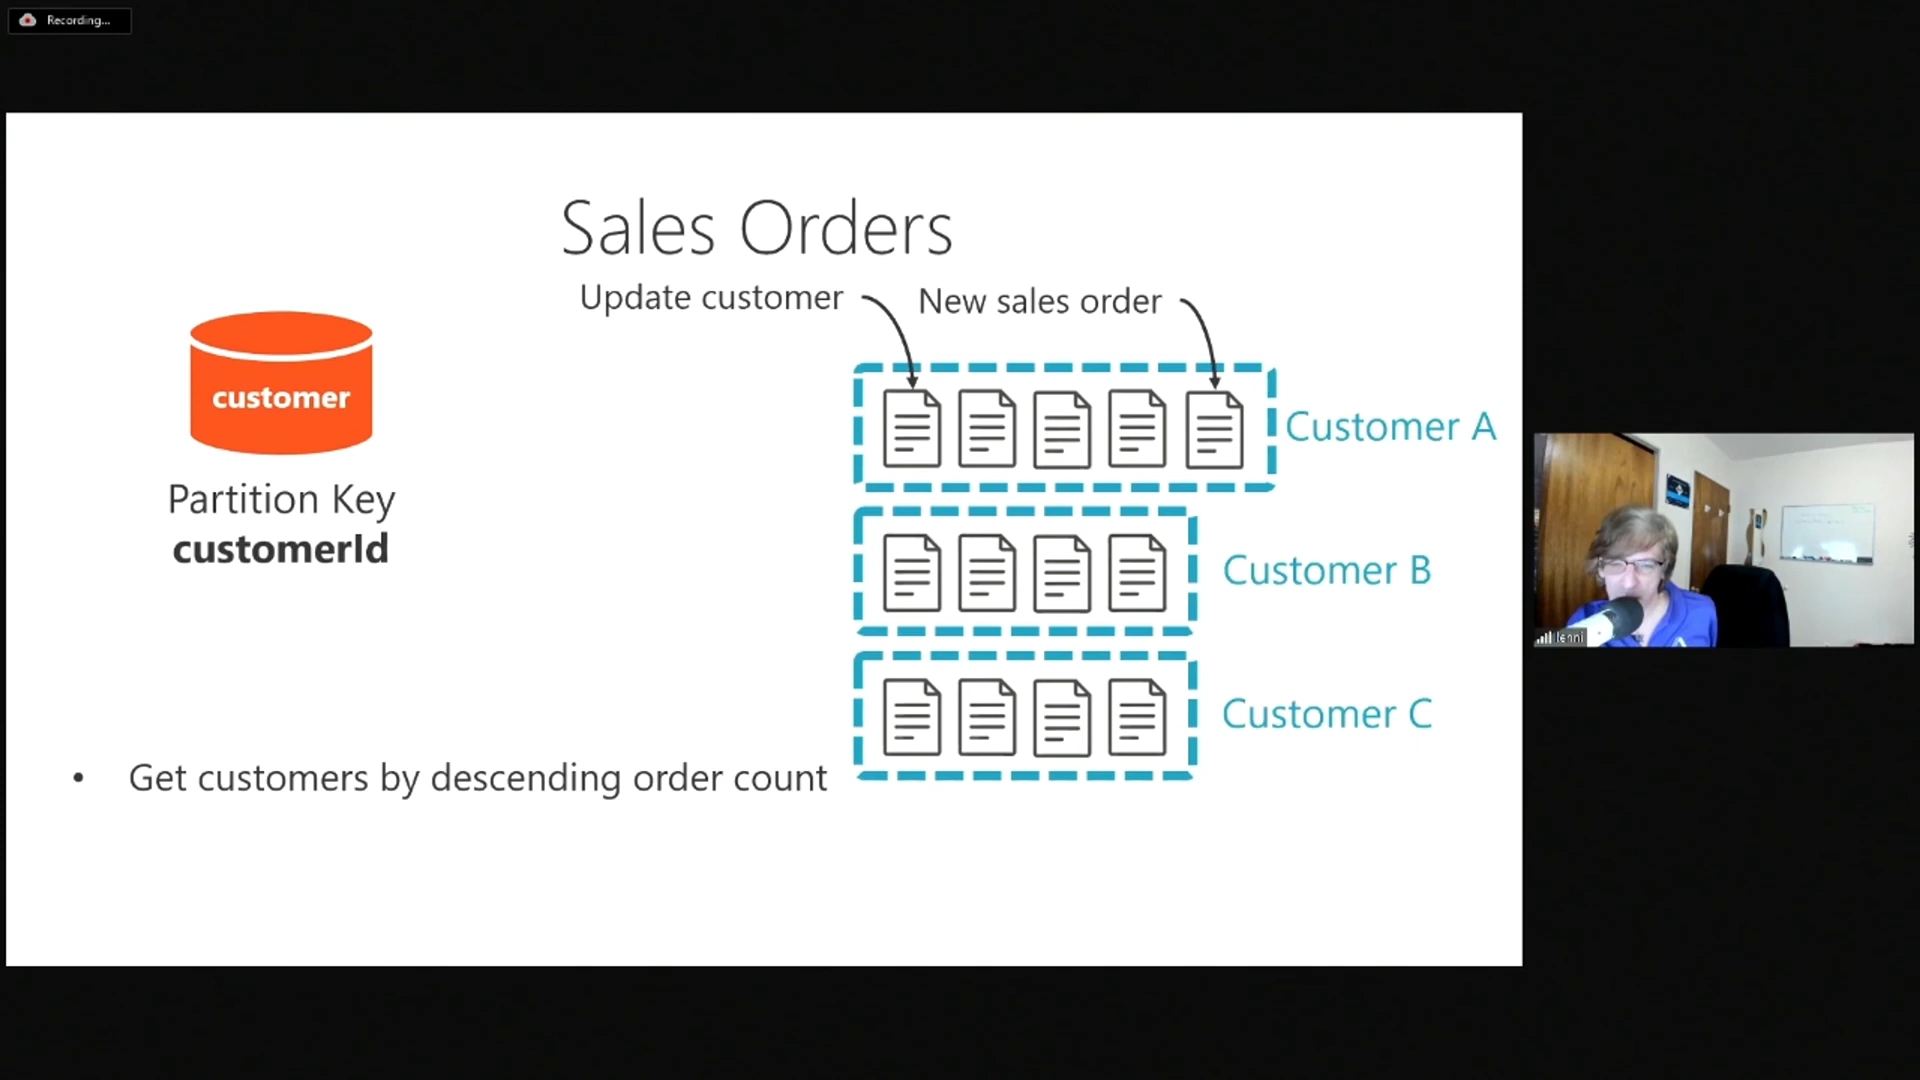 Recording...
Sales Orders
Update customer
New sales order
customer
Partition Key
customerId
Customer A
Customer B
Customer C
• Get customers by descending order count